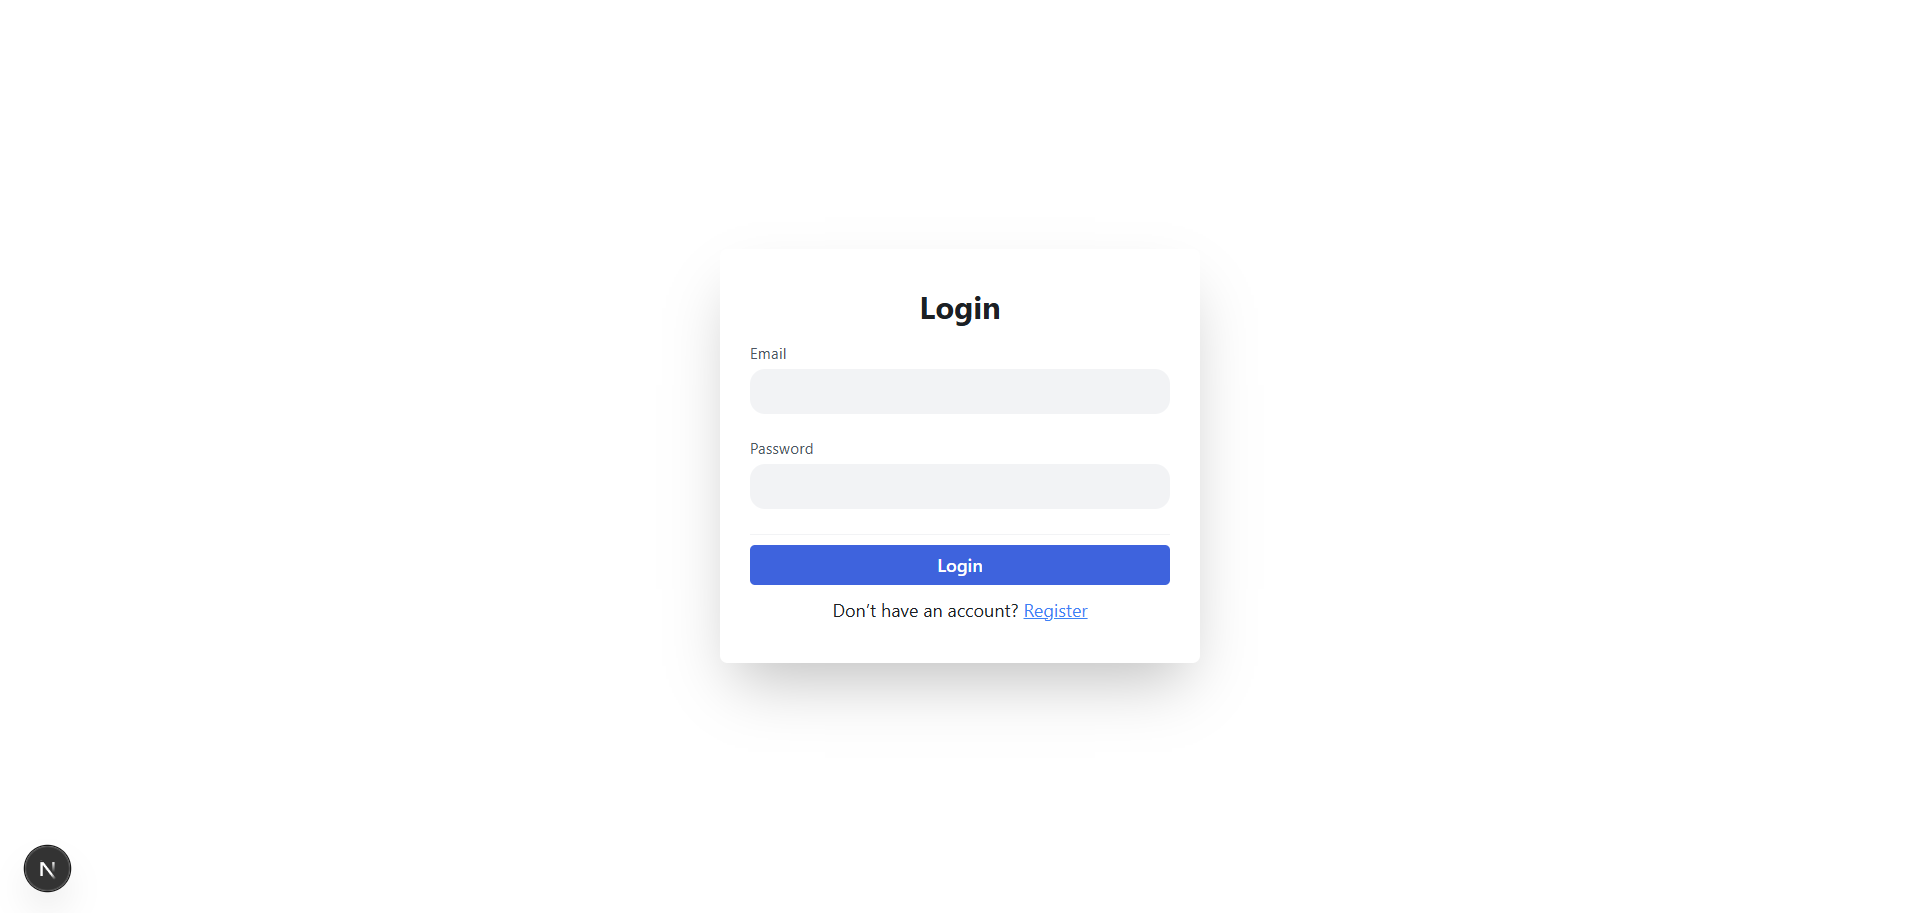 Login
Email
Password
Login
Don’t have an account? Register
N